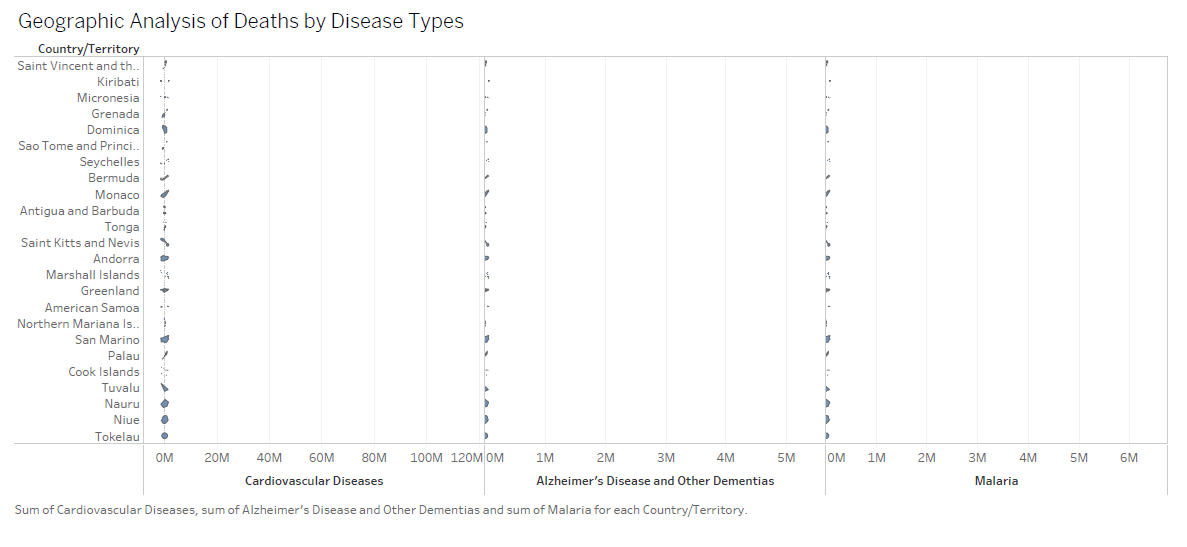 Geographic Analysis of Deaths by Disease Types
Country/Territory
Saint Vincent and th..
Kiribati
Micronesia
Grenada
Dominica
Sao Tome and Princi..
Seychelles
Bermuda
Monaco
Antigua and Barbuda
Tonga
Saint Kitts and Nevis
Andorra
Marshall Islands
Greenland
American Samoa
Northern Mariana Is..
San Marino
Palau
Cook Islands
Tuvalu
Nauru
Niue
Tokelau
0M 20M 40M 60M 80M 100M 120M 0M 1M 2M 3M 4M 5M 0M 1M 2M 3M 4M 5M 6M
Cardiovascular Diseases Alzheimer's Disease and Other Dementias Malaria
Sum of Cardiovascular Diseases, sum of Alzheimer's Disease and Other Dementias and sum of Malaria for each Country/Territory.